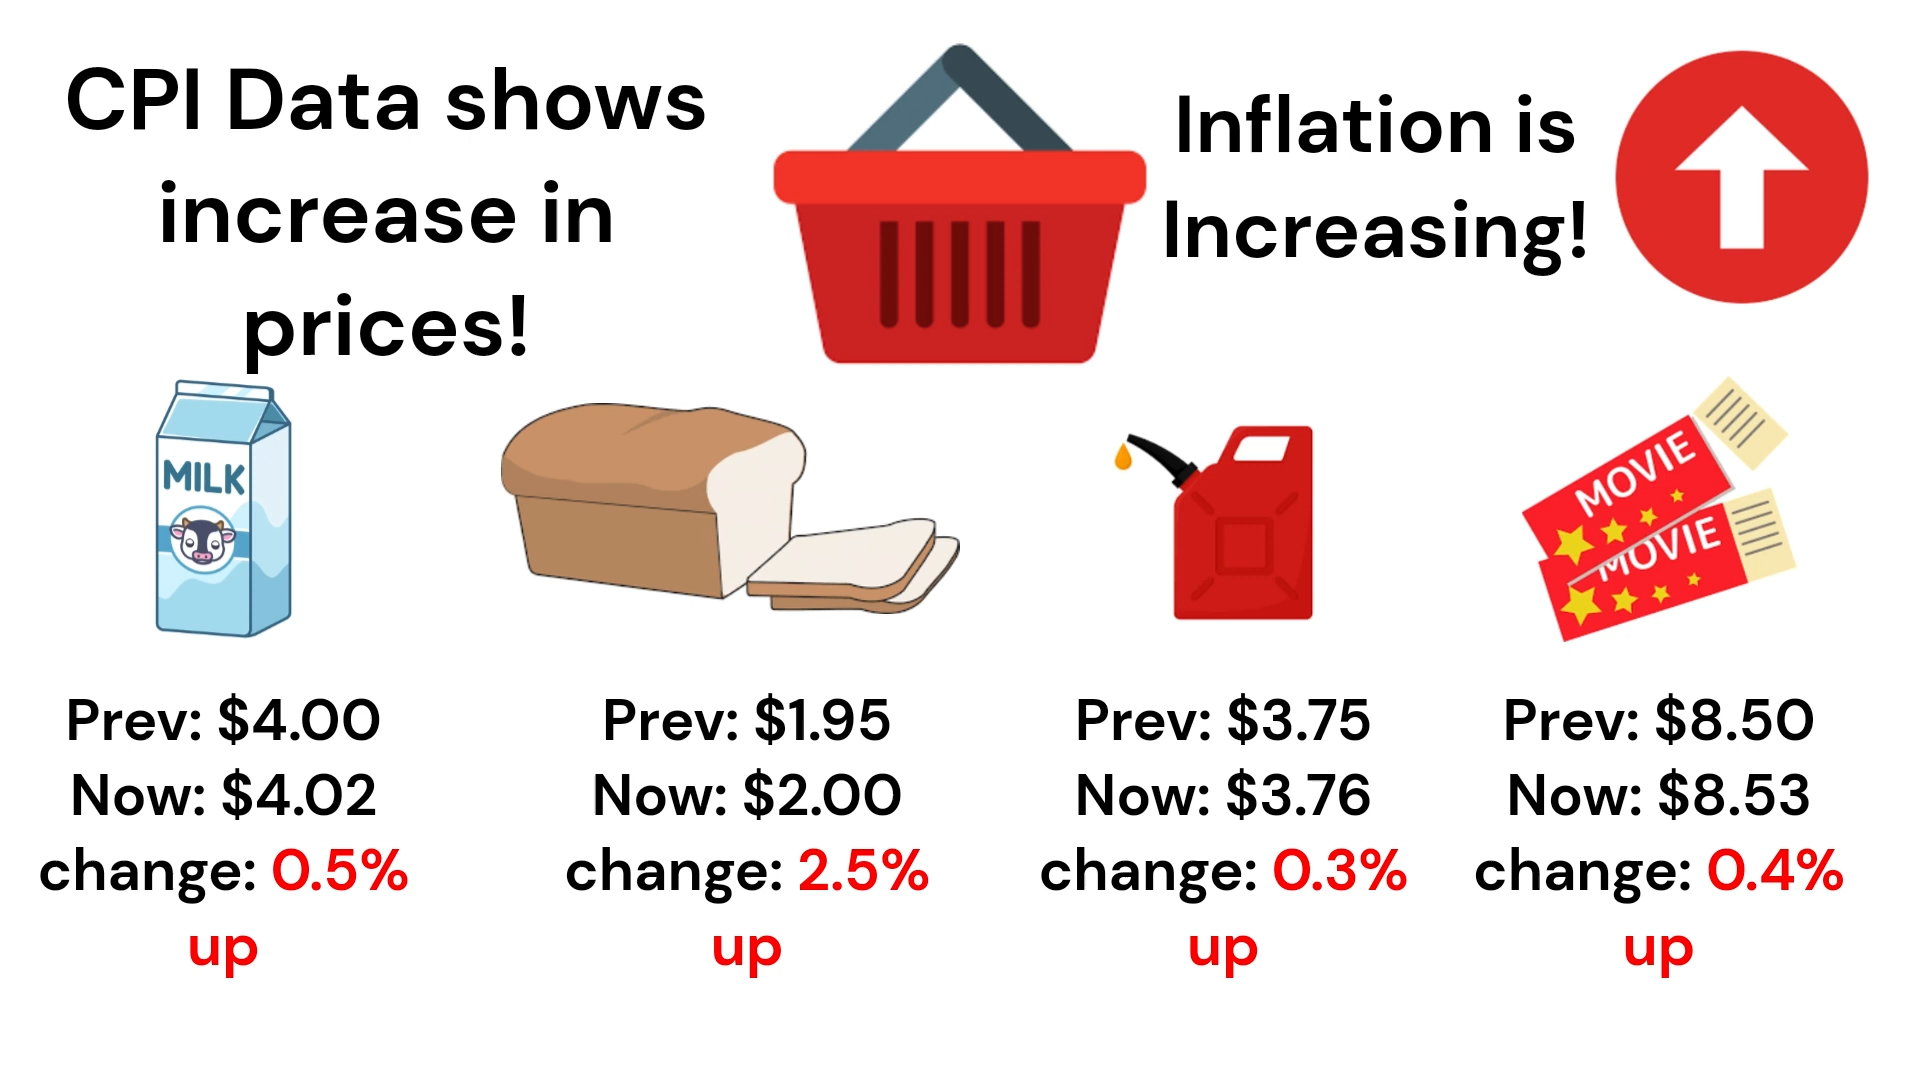 CPI Data shows
increase in
prices!
Inflation is
Increasing!
MILK
MOVIE
MOVIE
Prev: $4.00
Now: $4.02
change: 0.5%
up
Prev: $1.95
Now: $2.00
change: 2.5%
up
Prev: $3.75
Now: $3.76
change: 0.3%
up
Prev: $8.50
Now: $8.53
change: 0.4%
up